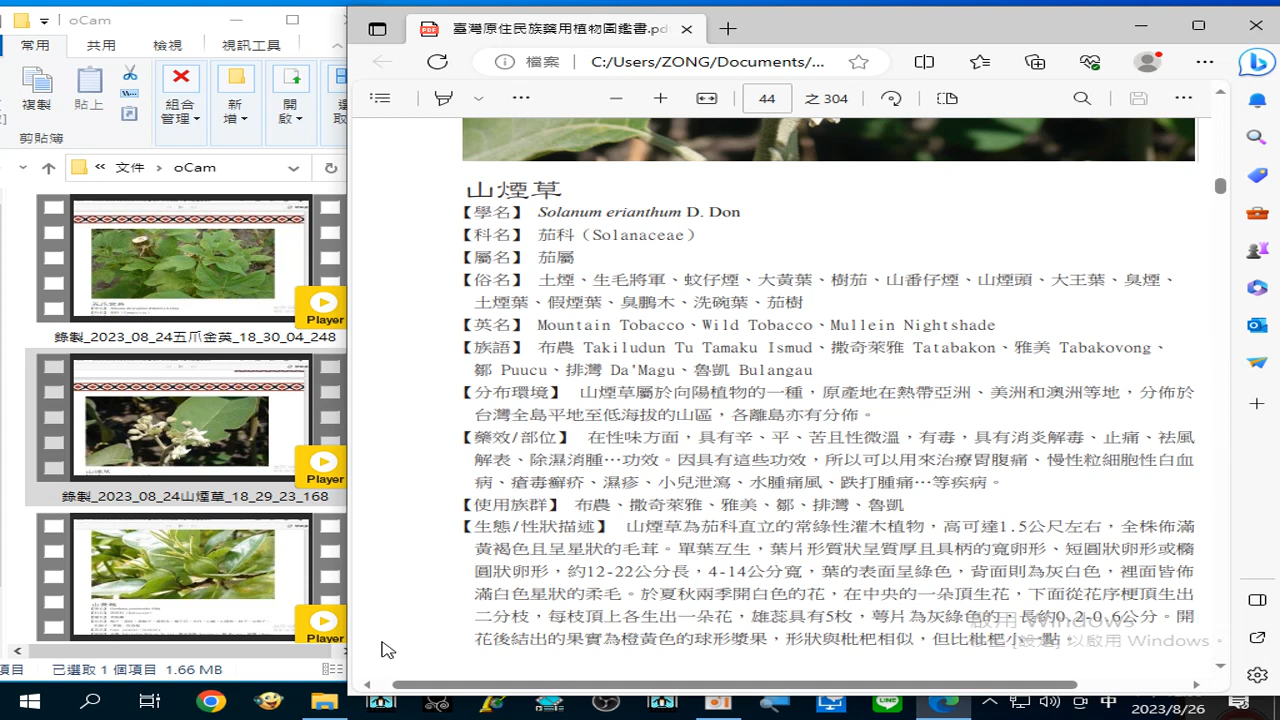 oCam
常用 共用 檢視 視訊工具
複製 貼上 組合管理 新增 開啟
剪貼簿
文件 oCam
Player
錄製_2023_08_24五爪金英_18_30_04_248
Player
錄製_2023_08_24山煙草_18_29_23_168
Player
項目 已選取 1 個項目 1.66 MB
臺灣原住民族藥用植物圖鑑書.pd
檔案 C:/Users/ZONG/Documents/...
44 之 304
山煙草
【學名】 Solanum erianthum D. Don
【科名】 茄科（Solanaceae）
【屬名】 茄屬
【俗名】 土煙、生毛將軍、蚊仔煙、大黃葉、樹茄、山番仔煙、山煙頭、大王葉、臭煙、
土煙葉、假煙葉、臭鵬木、洗碗葉、茄樹
【英名】 Mountain Tobacco、Wild Tobacco、Mullein Nightshade
【族語】 布農 Takiludun Tu Tamaku Ismud、撒奇萊雅 Tatabakon、雅美 Tabakovong、
鄒 Puucu、排灣 Da'Magu、魯凱 Bulangau
【分布環境】 山煙草屬於向陽植物的一種，原產地在熱帶亞洲、美洲和澳洲等地，分佈於
台灣全島平地至低海拔的山區，各離島亦有分佈。
【藥效/部位】 在性味方面，具有辛、平、苦且性微溫，有毒，具有消炎解毒、止痛、袪風
解表、除濕消腫…功效。因具有這些功效，所以可以用來治療胃腹痛、慢性粒細胞性白血
病、瘡毒癬疥、濕疹、小兒泄瀉、水腫痛風、跌打腫痛…等疾病。
【使用族群】 布農、撒奇萊雅、雅美、鄒、排灣、魯凱
【生態/性狀描述】 山煙草為茄科直立的常綠性灌木植物，高可達1.5公尺左右，全株佈滿
黃褐色且呈星狀的毛茸。單葉互生，葉片形質狀呈質厚且具柄的寬卵形、短圓狀卵形或橢
圓狀卵形，約12-22公分長，4-14公分寬，葉的表面呈綠色，背面則為灰白色，裡面皆佈
滿白色星狀的柔毛。於夏秋兩季開白色的花，在中央的一朵頂生花，下面從花序梗頂生出
二分枝，分枝頂上各生出一朵花，雄蕊與花瓣，萼片為灰綠色，長約0.2-0.6公分。開
花後結出的果實為橙黃色的球形漿果，形狀與枇杷相似，但比枇杷小一點。
啟用 Windows
移至 [設定] 以啟用 Windows。
中
2023/8/26